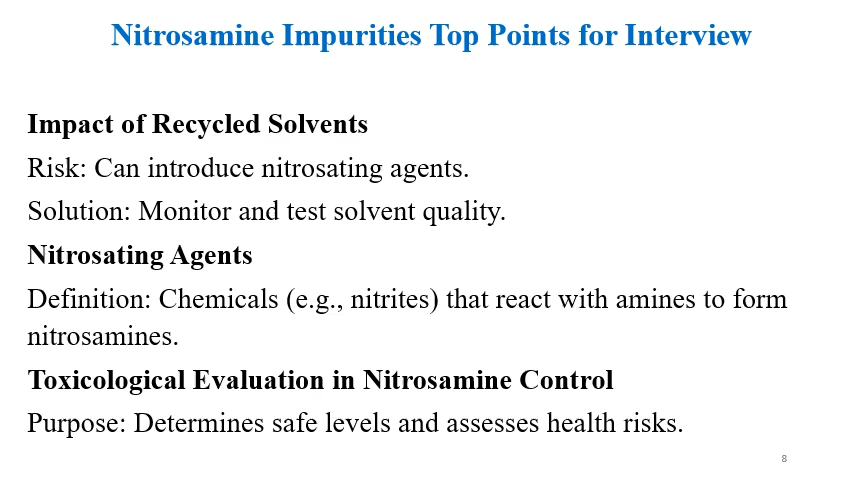 Nitrosamine Impurities Top Points for Interview
Impact of Recycled Solvents
Risk: Can introduce nitrosating agents.
Solution: Monitor and test solvent quality.
Nitrosating Agents
Definition: Chemicals (e.g., nitrites) that react with amines to form
nitrosamines.
Toxicological Evaluation in Nitrosamine Control
Purpose: Determines safe levels and assesses health risks.
8